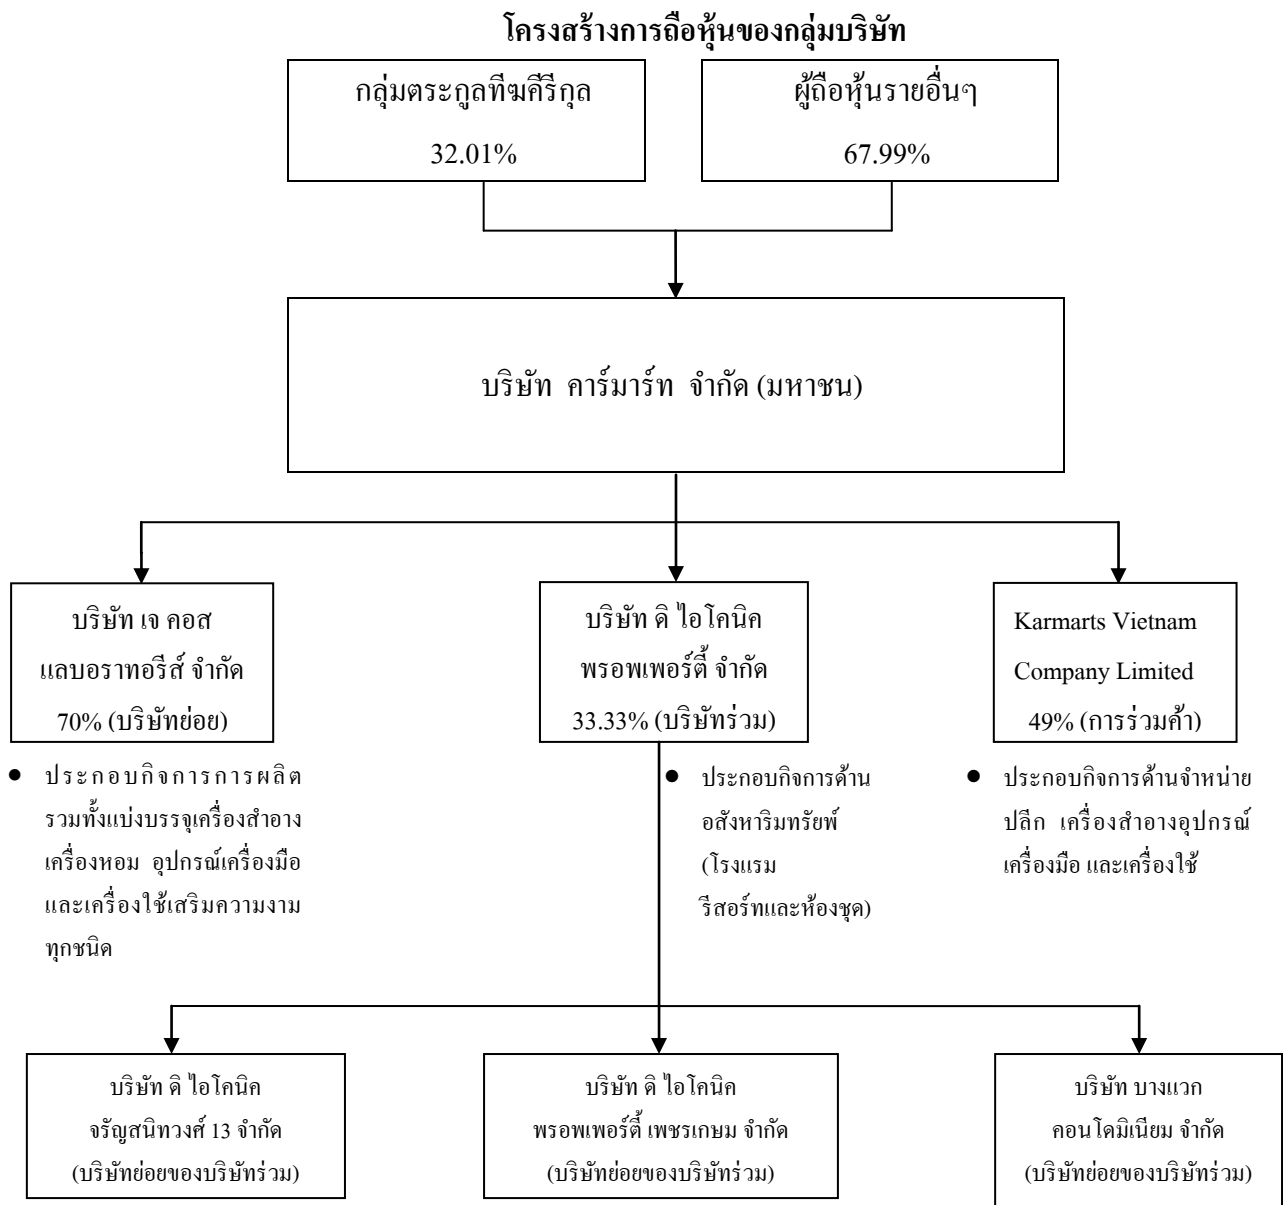 โครงสร้างการถือหุ้นของกลุ่มบริษัท
กลุ่มตระกูลทีฆคีรีกุล
32.01%
ผู้ถือหุ้นรายอื่นๆ
67.99%
บริษัท คาร์มาร์ท จำกัด (มหาชน)
บริษัท เจ คอส
แลบอราทอรีส์ จำกัด
70% (บริษัทย่อย)
● ประกอบกิจการการผลิต
รวมทั้งแบ่งบรรจุเครื่องสำอาง
เครื่องหอม อุปกรณ์เครื่องมือ
และเครื่องใช้เสริมความงาม
ทุกชนิด
บริษัท ดิ ไอโคนิค
พรอพเพอร์ตี้ จำกัด
33.33% (บริษัทร่วม)
● ประกอบกิจการด้าน
อสังหาริมทรัยพ์
(โรงแรม
รีสอร์ทและห้องชุด)
Karmarts Vietnam
Company Limited
49% (การร่วมค้า)
● ประกอบกิจการด้านจำหน่าย
ปลีก เครื่องสำอางอุปกรณ์
เครื่องมือ และเครื่องใช้
บริษัท ดิ ไอโคนิค
จรัญสนิทวงศ์ 13 จำกัด
(บริษัทย่อยของบริษัทร่วม)
บริษัท ดิ ไอโคนิค
พรอพเพอร์ตี้ เพชรเกษม จำกัด
(บริษัทย่อยของบริษัทร่วม)
บริษัท บางแวก
คอนโดมิเนียม จำกัด
(บริษัทย่อยของบริษัทร่วม)